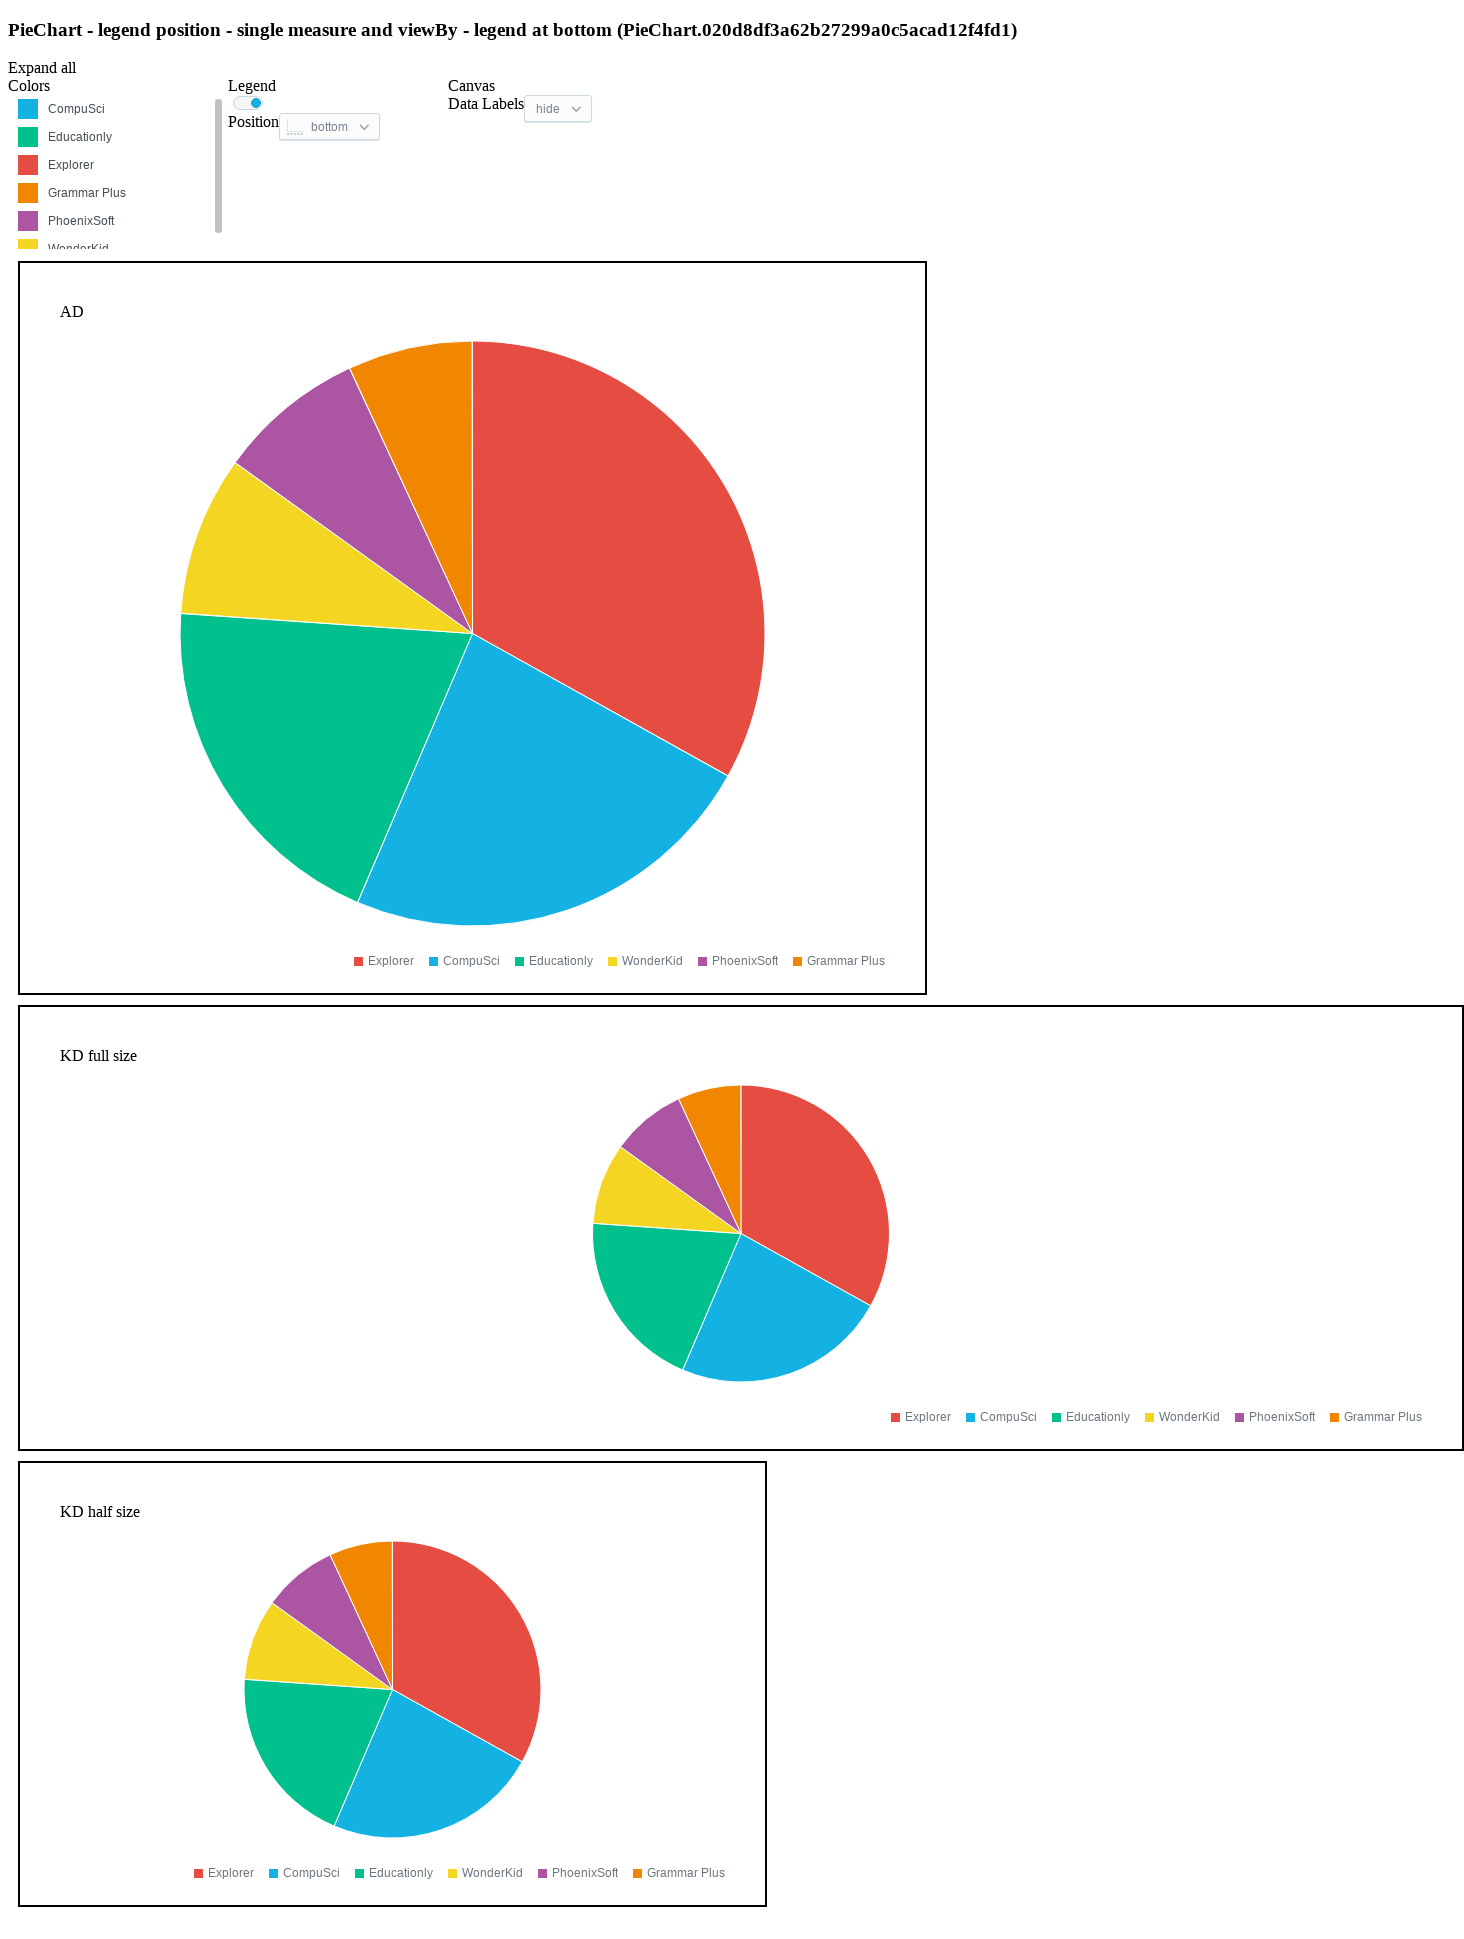 PieChart - legend position - single measure and viewBy - legend at bottom (PieChart.020d8df3a62b27299a0c5acad12f4fd1)
Expand all
Colors
CompuSci
Educationly
Explorer
Grammar Plus
PhoenixSoft
WonderKid
Legend
Position bottom
Canvas
Data Labels hide
AD
Explorer CompuSci Educationly WonderKid PhoenixSoft Grammar Plus
KD full size
Explorer CompuSci Educationly WonderKid PhoenixSoft Grammar Plus
KD half size
Explorer CompuSci Educationly WonderKid PhoenixSoft Grammar Plus